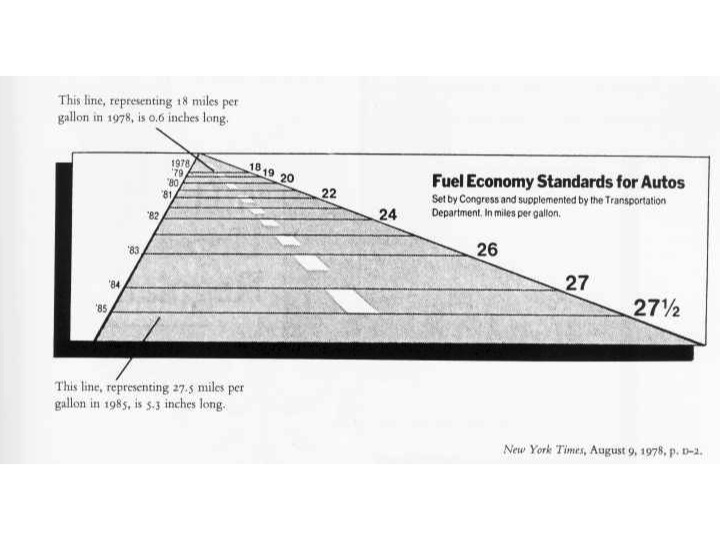 This line, representing 18 miles per
gallon in 1978, is 0.6 inches long.
1978 18
'79 19
'80 20
'81 22
'82 24
'83 26
'84 27
'85 27½
Fuel Economy Standards for Autos
Set by Congress and supplemented by the Transportation
Department. In miles per gallon.
This line, representing 27.5 miles per
gallon in 1985, is 5.3 inches long.
New York Times, August 9, 1978, p. D-2.